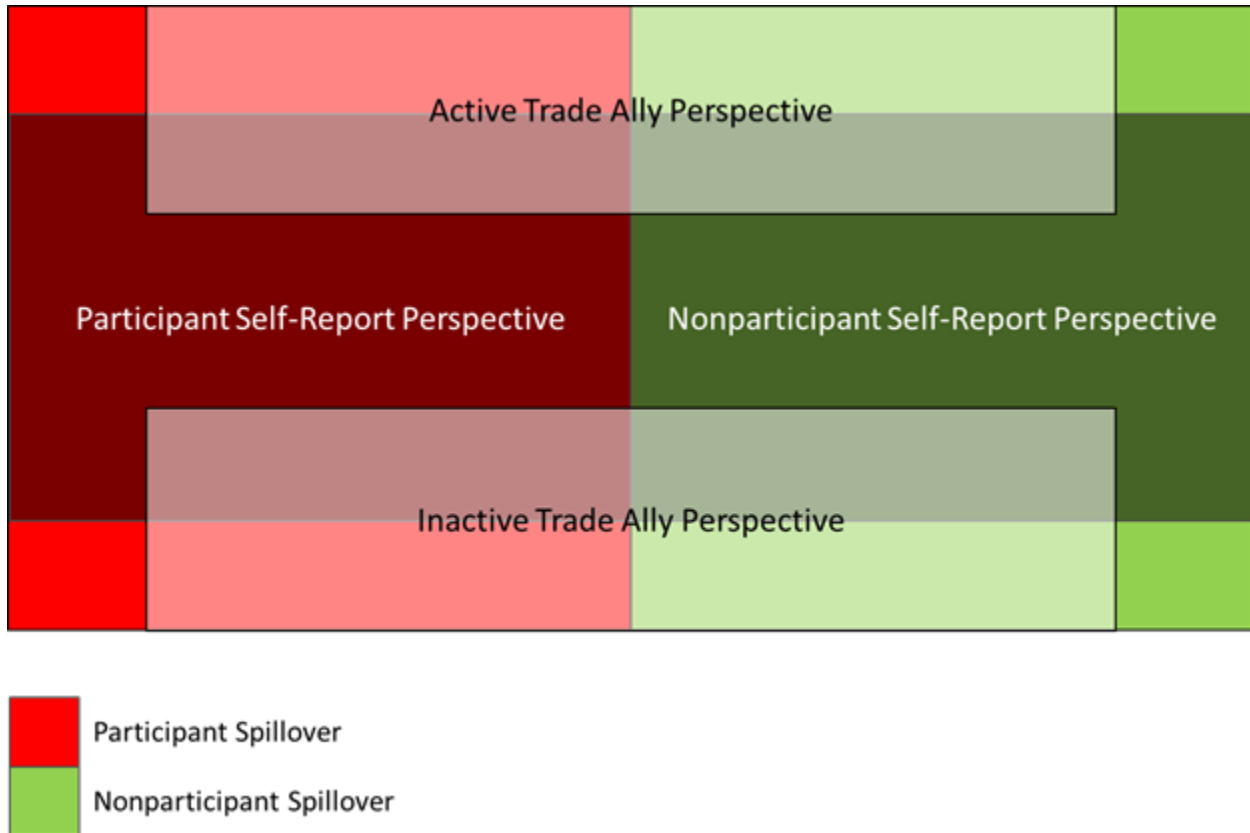 Active Trade Ally Perspective
Participant Self-Report Perspective
Nonparticipant Self-Report Perspective
Inactive Trade Ally Perspective
Participant Spillover
Nonparticipant Spillover